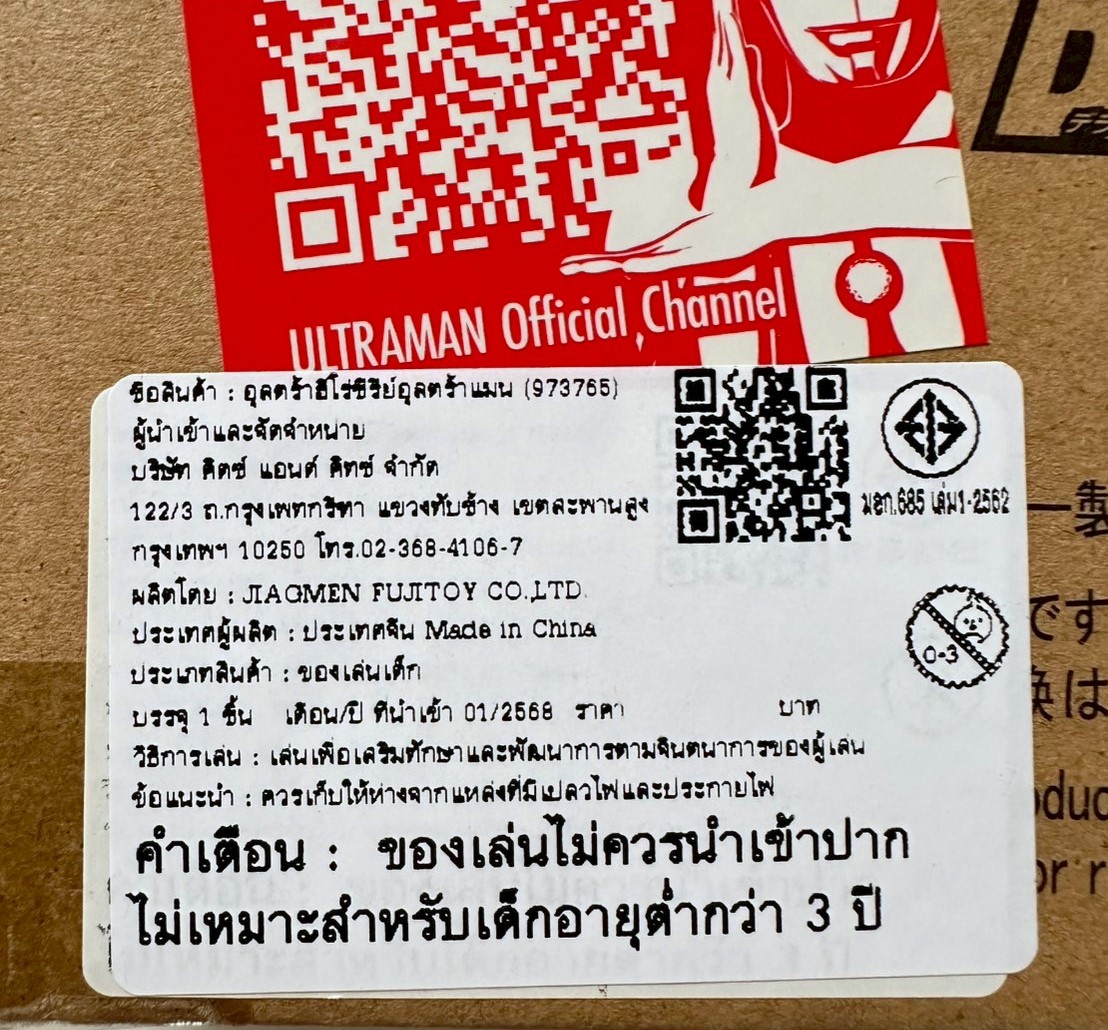 ULTRAMAN Official Channel
ชื่อสินค้า : อุลตร้าฮีโร่ซีรีย์อุลตร้าแมน (973765)
ผู้นำเข้าและจัดจำหน่าย
บริษัท คิตซ์ แอนด์ คิทซ์ จำกัด
122/3 ถ.กรุงเทพกรีฑา แขวงทับช้าง เขตสะพานสูง
กรุงเทพฯ 10250 โทร.02-368-4106-7
ผลิตโดย : JIAOMEN FUJITOY CO.,LTD.
ประเทศผู้ผลิต : ประเทศจีน Made in China
ประเภทสินค้า : ของเล่นเด็ก
บรรจุ 1 ชิ้น เดือน/ปี ที่นำเข้า 01/2568 ราคา บาท
วิธีการเล่น : เล่นเพื่อเสริมทักษาและพัฒนาการตามจินตนาการของผู้เล่น
ข้อแนะนำ : ควรเก็บให้ห่างจากแหล่งที่มีเปลวไฟและประกายไฟ
คำเตือน : ของเล่นไม่ควรนำเข้าปาก
ไม่เหมาะสำหรับเด็กอายุต่ำกว่า 3 ปี
มอก.685 เล่ม1-2562
0-3
製
です
換は
or